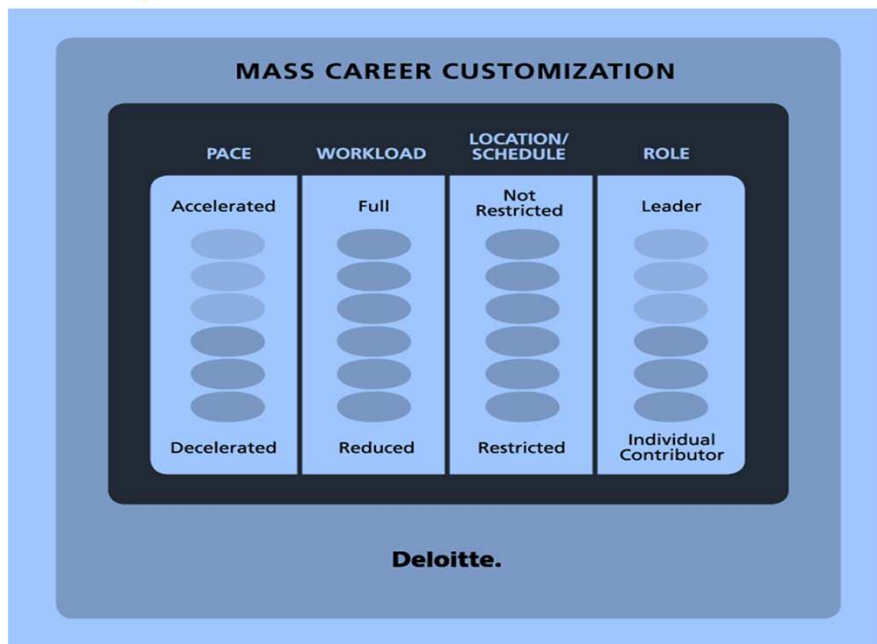 MASS CAREER CUSTOMIZATION
PACE
WORKLOAD
LOCATION/
SCHEDULE
ROLE
Accelerated
Full
Not
Restricted
Leader
Decelerated
Reduced
Restricted
Individual
Contributor
Deloitte.